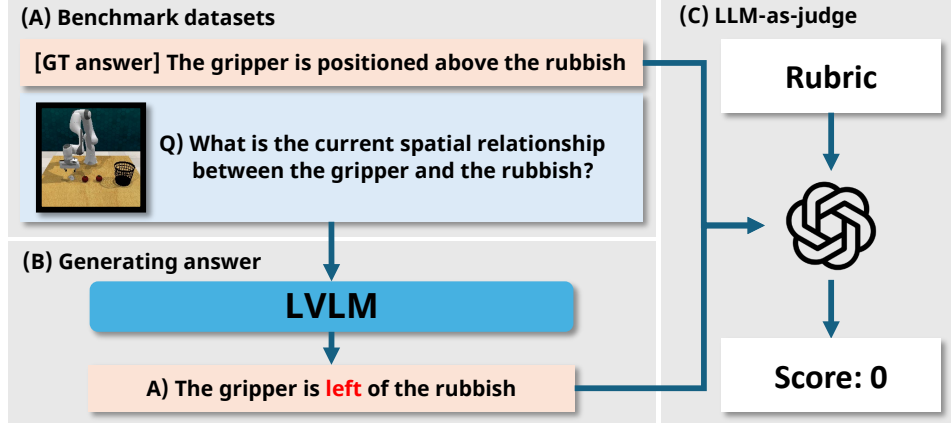 (A) Benchmark datasets
[GT answer] The gripper is positioned above the rubbish
Q) What is the current spatial relationship
between the gripper and the rubbish?
(B) Generating answer
LVLM
A) The gripper is left of the rubbish
(C) LLM-as-judge
Rubric
Score: 0